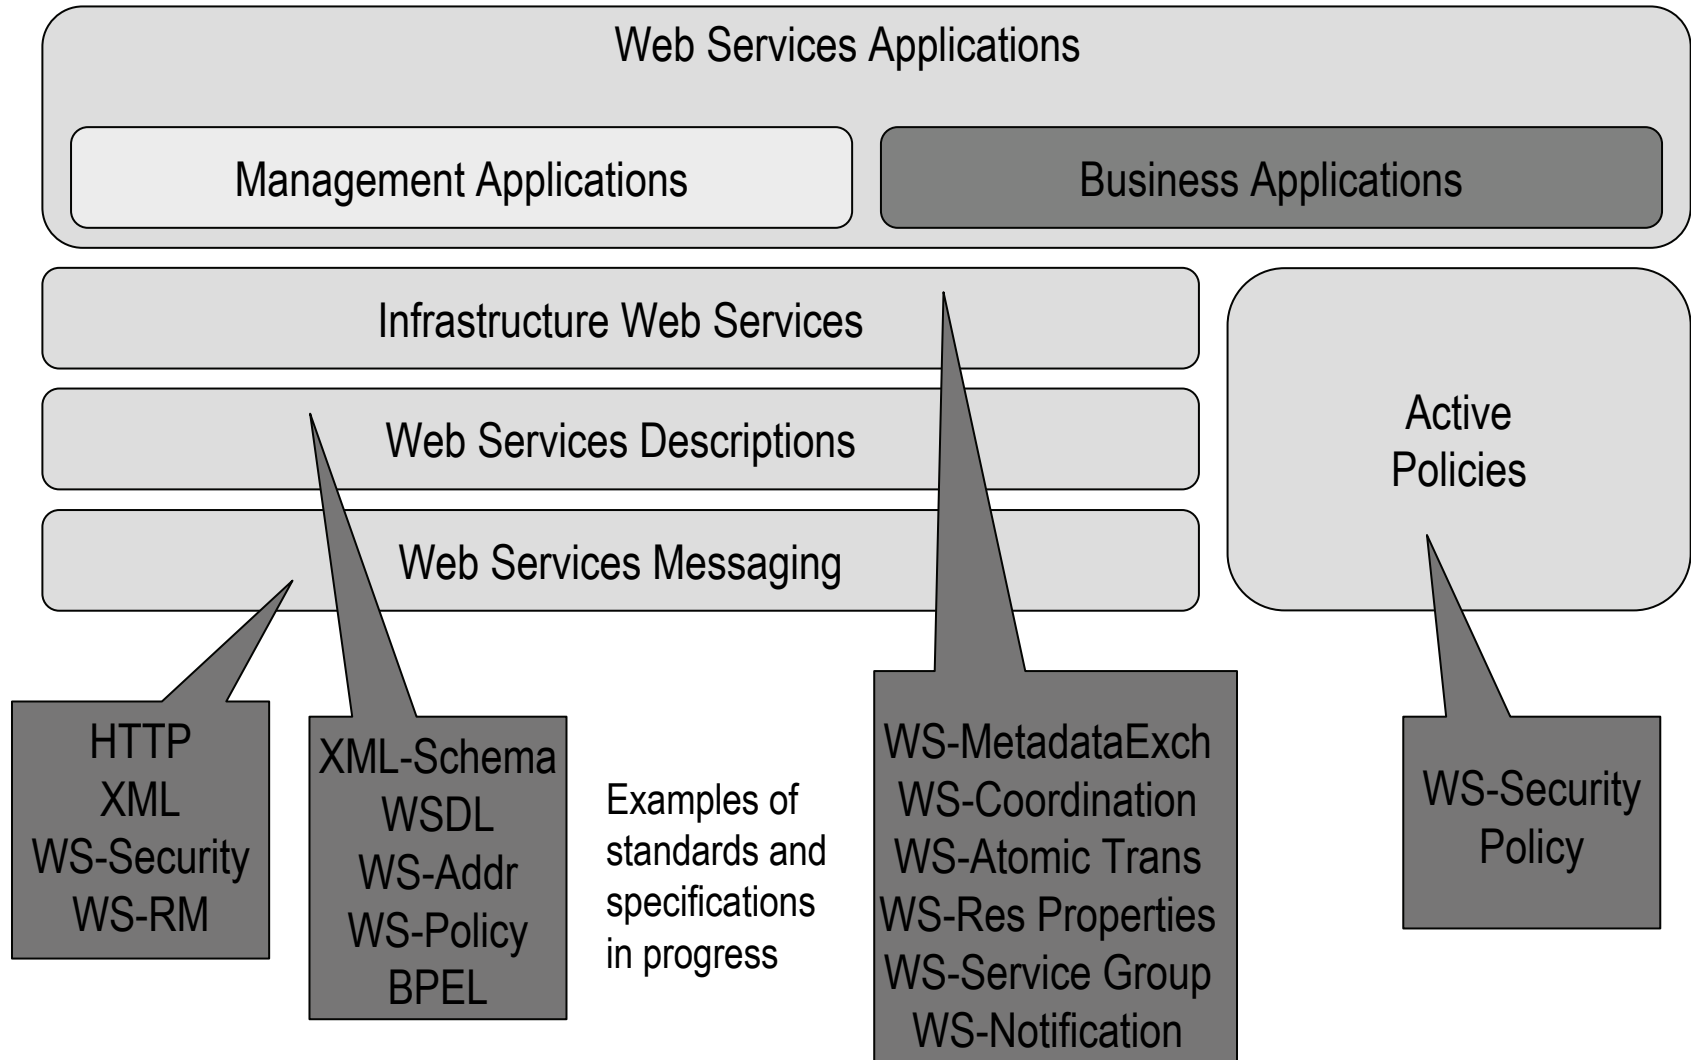 Web Services Applications
Management Applications
Business Applications
Infrastructure Web Services
Web Services Descriptions
Web Services Messaging
Active
Policies
HTTP
XML
WS-Security
WS-RM
XML-Schema
WSDL
WS-Addr
WS-Policy
BPEL
Examples of
standards and
specifications
in progress
WS-MetadataExch
WS-Coordination
WS-Atomic Trans
WS-Res Properties
WS-Service Group
WS-Notification
WS-Security
Policy